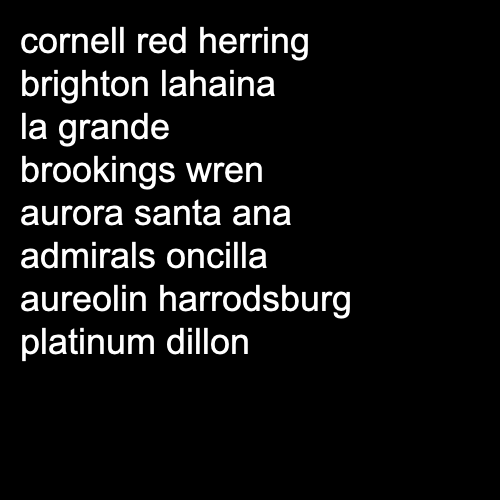 cornell red herring
brighton lahaina
la grande
brookings wren
aurora santa ana
admirals oncilla
aureolin harrodsburg
platinum dillon